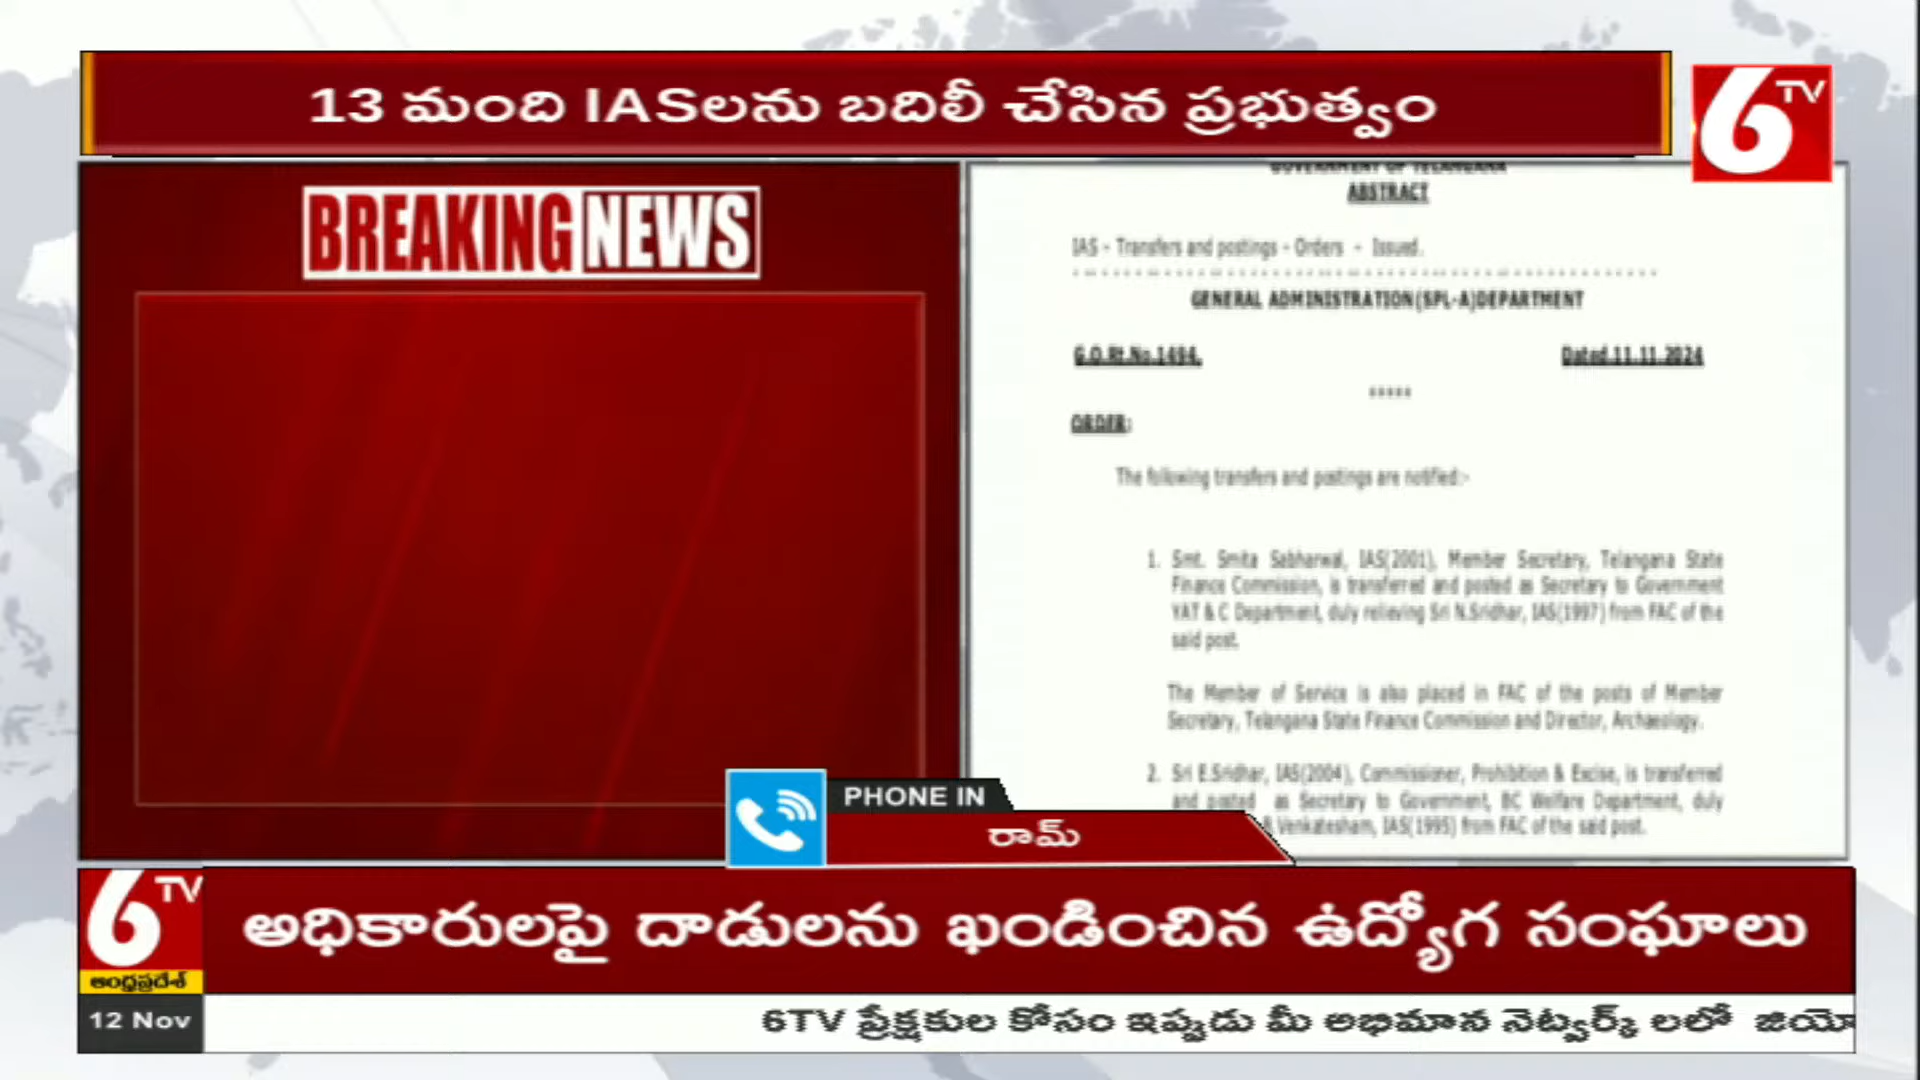 13 మంది IASలను బదిలీ చేసిన ప్రభుత్వం
6TV
BREAKING NEWS
GOVERNMENT OF TELANGANA
ABSTRACT
IAS - Transfers and postings - Orders - Issued.
GENERAL ADMINISTRATION(SPL-A)DEPARTMENT
G.O.Rt.No.1494, Dated.11.11.2024
*****
ORDER:
The following transfers and postings are notified:-
1. Smt. Smita Sabharwal, IAS(2001), Member Secretary, Telangana State
Finance Commission, is transferred and posted as Secretary to Government
YAT & C Department, duly relieving Sri N.Sridhar, IAS(1997) from FAC of the
said post.
The Member of Service is also placed in FAC of the posts of Member
Secretary, Telangana State Finance Commission and Director, Archaeology.
2. Sri E.Sridhar, IAS(2004), Commissioner, Prohibition & Excise, is transferred
and posted as Secretary to Government, BC Welfare Department, duly
B.Venkatesham, IAS(1995) from FAC of the said post.
PHONE IN
రామ్
6TV
ఆంధ్రప్రదేశ్
అధికారులపై దాడులను ఖండించిన ఉద్యోగ సంఘాలు
12 Nov
6TV ప్రేక్షకుల కోసం ఇప్పుడు మీ అభిమాన నెట్వర్క్ లలో జియో